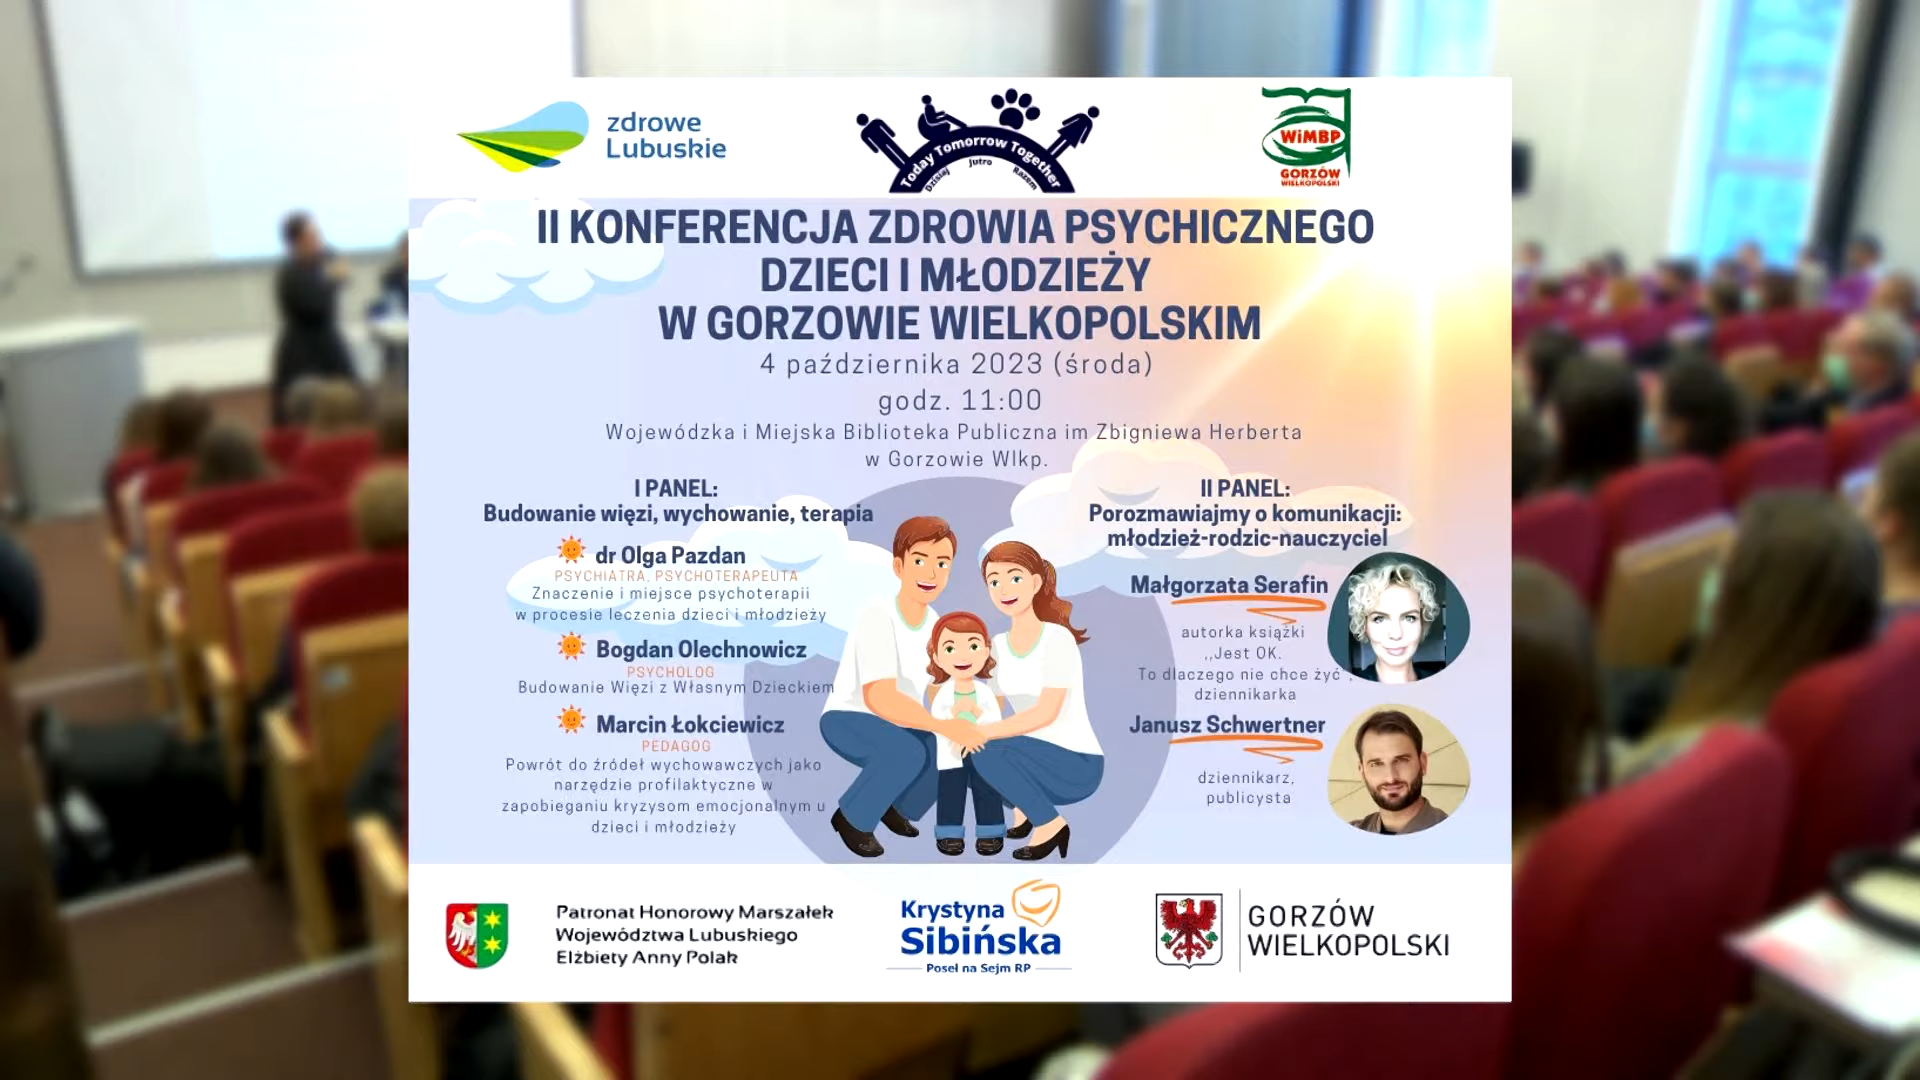 zdrowe
Lubuskie
Today Tomorrow Together
Dzisiaj Jutro Razem
WiMBP
GORZÓW
WIELKOPOLSKI
II KONFERENCJA ZDROWIA PSYCHICZNEGO
DZIECI I MŁODZIEŻY
W GORZOWIE WIELKOPOLSKIM
4 października 2023 (środa)
godz. 11:00
Wojewódzka i Miejska Biblioteka Publiczna im Zbigniewa Herberta
w Gorzowie Wlkp.
I PANEL:
Budowanie więzi, wychowanie, terapia
dr Olga Pazdan
PSYCHIATRA, PSYCHOTERAPEUTA
Znaczenie i miejsce psychoterapii
w procesie leczenia dzieci i młodzieży
Bogdan Olechnowicz
PSYCHOLOG
Budowanie Więzi z Własnym Dzieckiem
Marcin Łokciewicz
PEDAGOG
Powrót do źródeł wychowawczych jako
narzędzie profilaktyczne w
zapobieganiu kryzysom emocjonalnym u
dzieci i młodzieży
II PANEL:
Porozmawiajmy o komunikacji:
młodzież-rodzic-nauczyciel
Małgorzata Serafin
autorka książki
,,Jest OK.
To dlaczego nie chce żyć",
dziennikarka
Janusz Schwertner
dziennikarz,
publicysta
Patronat Honorowy Marszałek
Województwa Lubuskiego
Elżbiety Anny Polak
Krystyna
Sibińska
Poseł na Sejm RP
GORZÓW
WIELKOPOLSKI